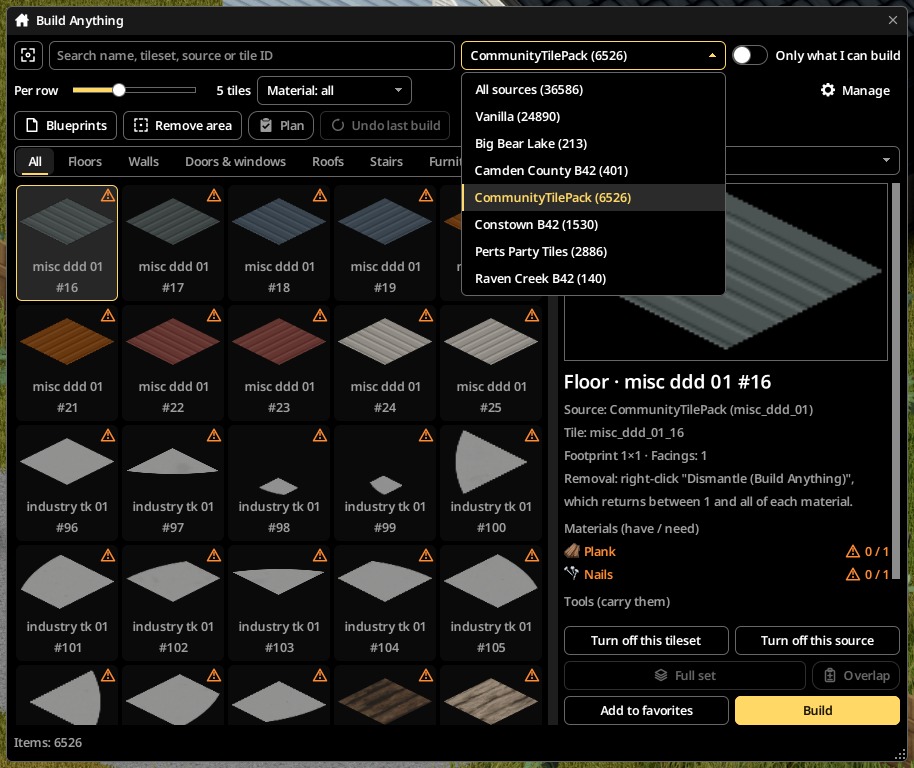 Build Anything
Search name, tileset, source or tile ID
CommunityTilePack (6526)
Only what I can build
Per row
5 tiles
Material: all
Manage
Blueprints
Remove area
Plan
Undo last build
All sources (36586)
Vanilla (24890)
Big Bear Lake (213)
Camden County B42 (401)
CommunityTilePack (6526)
Constown B42 (1530)
Perts Party Tiles (2886)
Raven Creek B42 (140)
All
Floors
Walls
Doors & windows
Roofs
Stairs
misc ddd 01
#16
misc ddd 01
#17
misc ddd 01
#18
misc ddd 01
#19
misc ddd 01
#21
misc ddd 01
#22
misc ddd 01
#23
misc ddd 01
#24
misc ddd 01
#25
industry tk 01
#96
industry tk 01
#97
industry tk 01
#98
industry tk 01
#99
industry tk 01
#100
industry tk 01
#101
industry tk 01
#102
industry tk 01
#103
industry tk 01
#104
industry tk 01
#105
Floor · misc ddd 01 #16
Source: CommunityTilePack (misc_ddd_01)
Tile: misc_ddd_01_16
Footprint 1×1 · Facings: 1
Removal: right-click "Dismantle (Build Anything)",
which returns between 1 and all of each material.
Materials (have / need)
Plank
0 / 1
Nails
0 / 1
Tools (carry them)
Turn off this tileset
Turn off this source
Full set
Overlap
Add to favorites
Build
Items: 6526